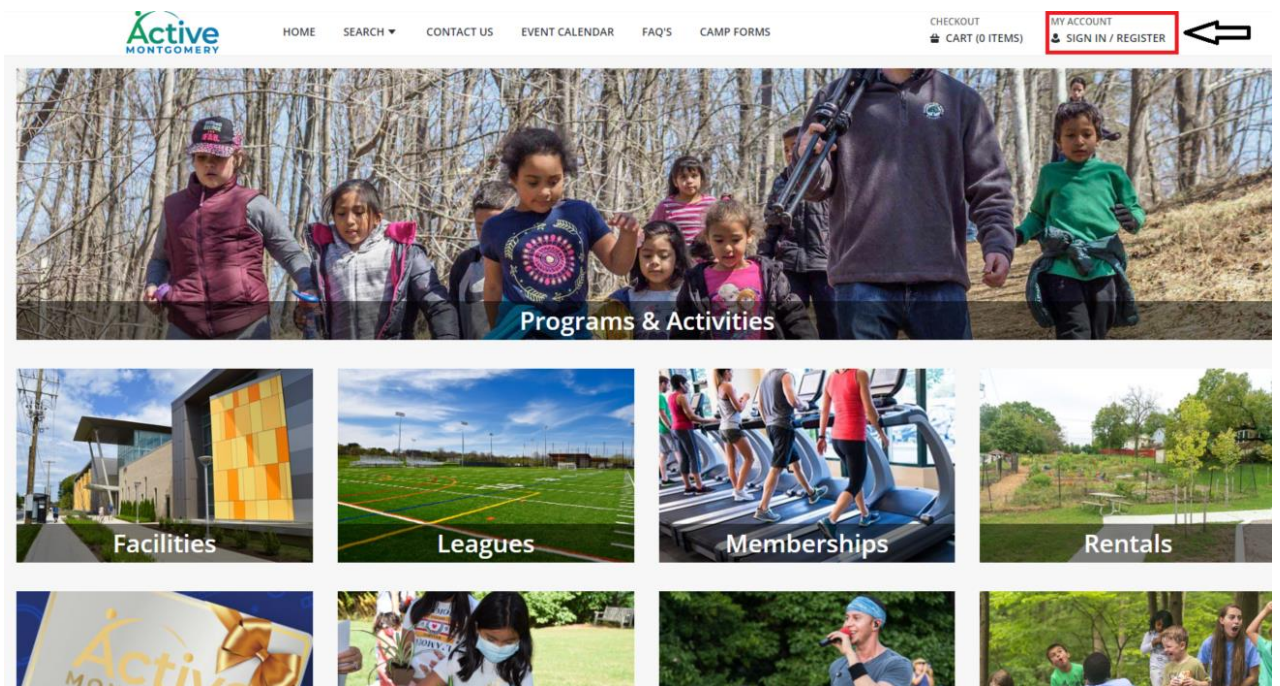 Active
MONTGOMERY
HOME
SEARCH
CONTACT US
EVENT CALENDAR
FAQ'S
CAMP FORMS
CHECKOUT
CART (0 ITEMS)
MY ACCOUNT
SIGN IN / REGISTER
Programs & Activities
Facilities
Leagues
Memberships
Rentals
Active